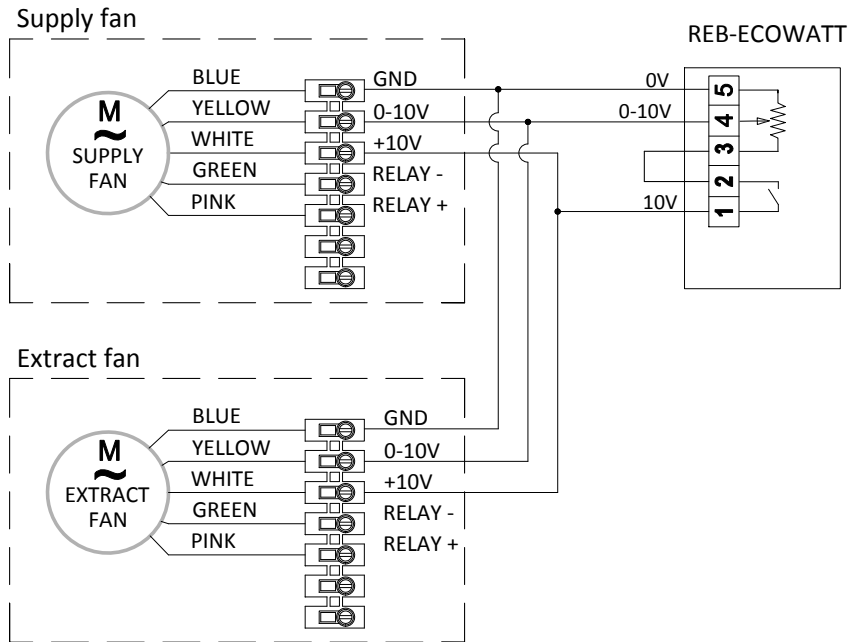 Supply fan
REB-ECOWATT
M
SUPPLY
FAN
BLUE
YELLOW
WHITE
GREEN
PINK
GND
0-10V
+10V
RELAY -
RELAY +
0V
0-10V
10V
5
4
3
2
1
Extract fan
M
EXTRACT
FAN
BLUE
YELLOW
WHITE
GREEN
PINK
GND
0-10V
+10V
RELAY -
RELAY +